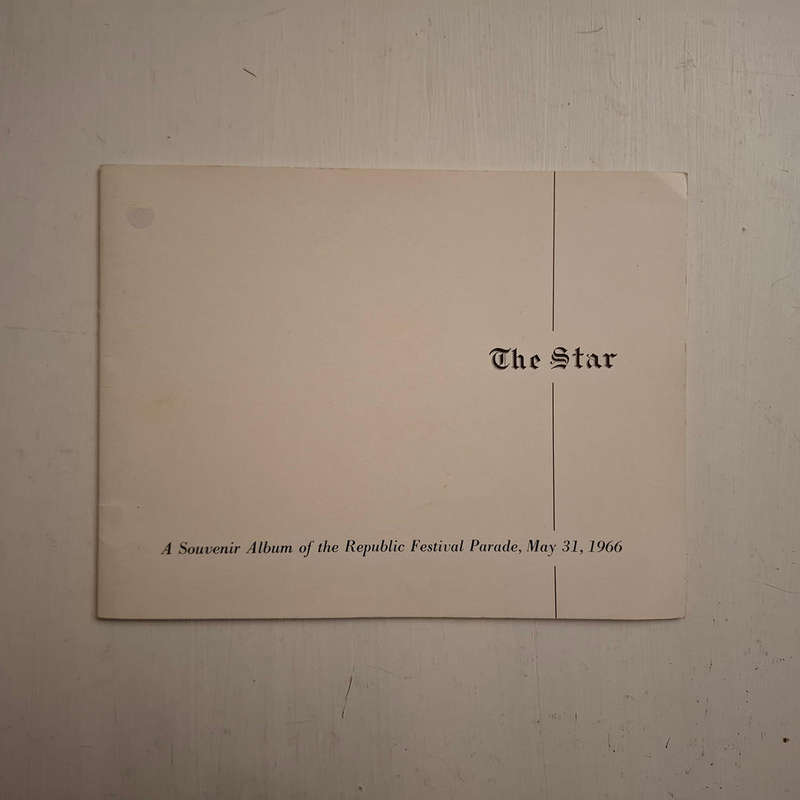 The Star
A Souvenir Album of the Republic Festival Parade, May 31, 1966